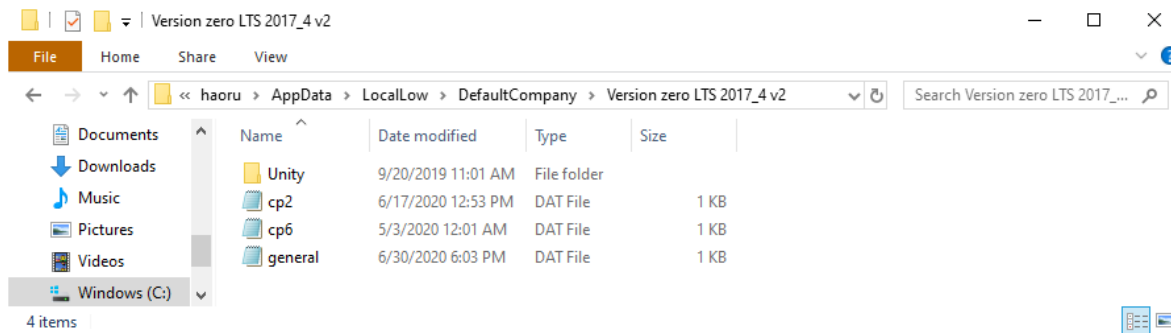 Version zero LTS 2017_4 v2
File Home Share View
« haoru > AppData > LocalLow > DefaultCompany > Version zero LTS 2017_4 v2 Search Version zero LTS 2017_...
Documents
Downloads
Music
Pictures
Videos
Windows (C:)
Name Date modified Type Size
Unity 9/20/2019 11:01 AM File folder
cp2 6/17/2020 12:53 PM DAT File 1 KB
cp6 5/3/2020 12:01 AM DAT File 1 KB
general 6/30/2020 6:03 PM DAT File 1 KB
4 items